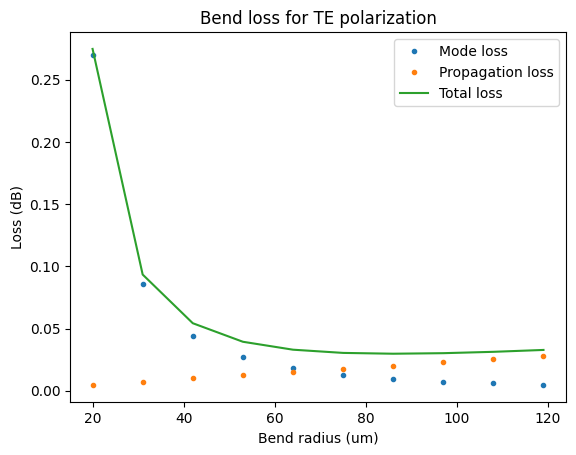 Bend loss for TE polarization
Mode loss
Propagation loss
Total loss
Loss (dB)
0.25
0.20
0.15
0.10
0.05
0.00
20 40 60 80 100 120
Bend radius (um)